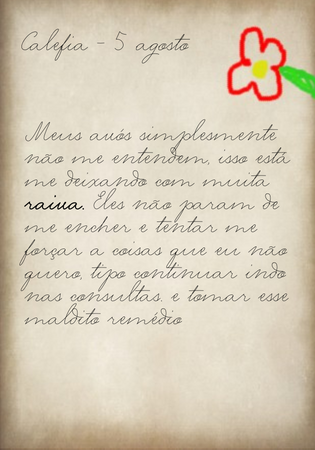 Calefia - 5 agosto
Meus avós simplesmente
não me entendem, isso está
me deixando com muita
raiva. Eles não param de
me encher e tentar me
forçar a coisas que eu não
quero, tipo continuar indo
nas consultas, e tomar esse
maldito remédio